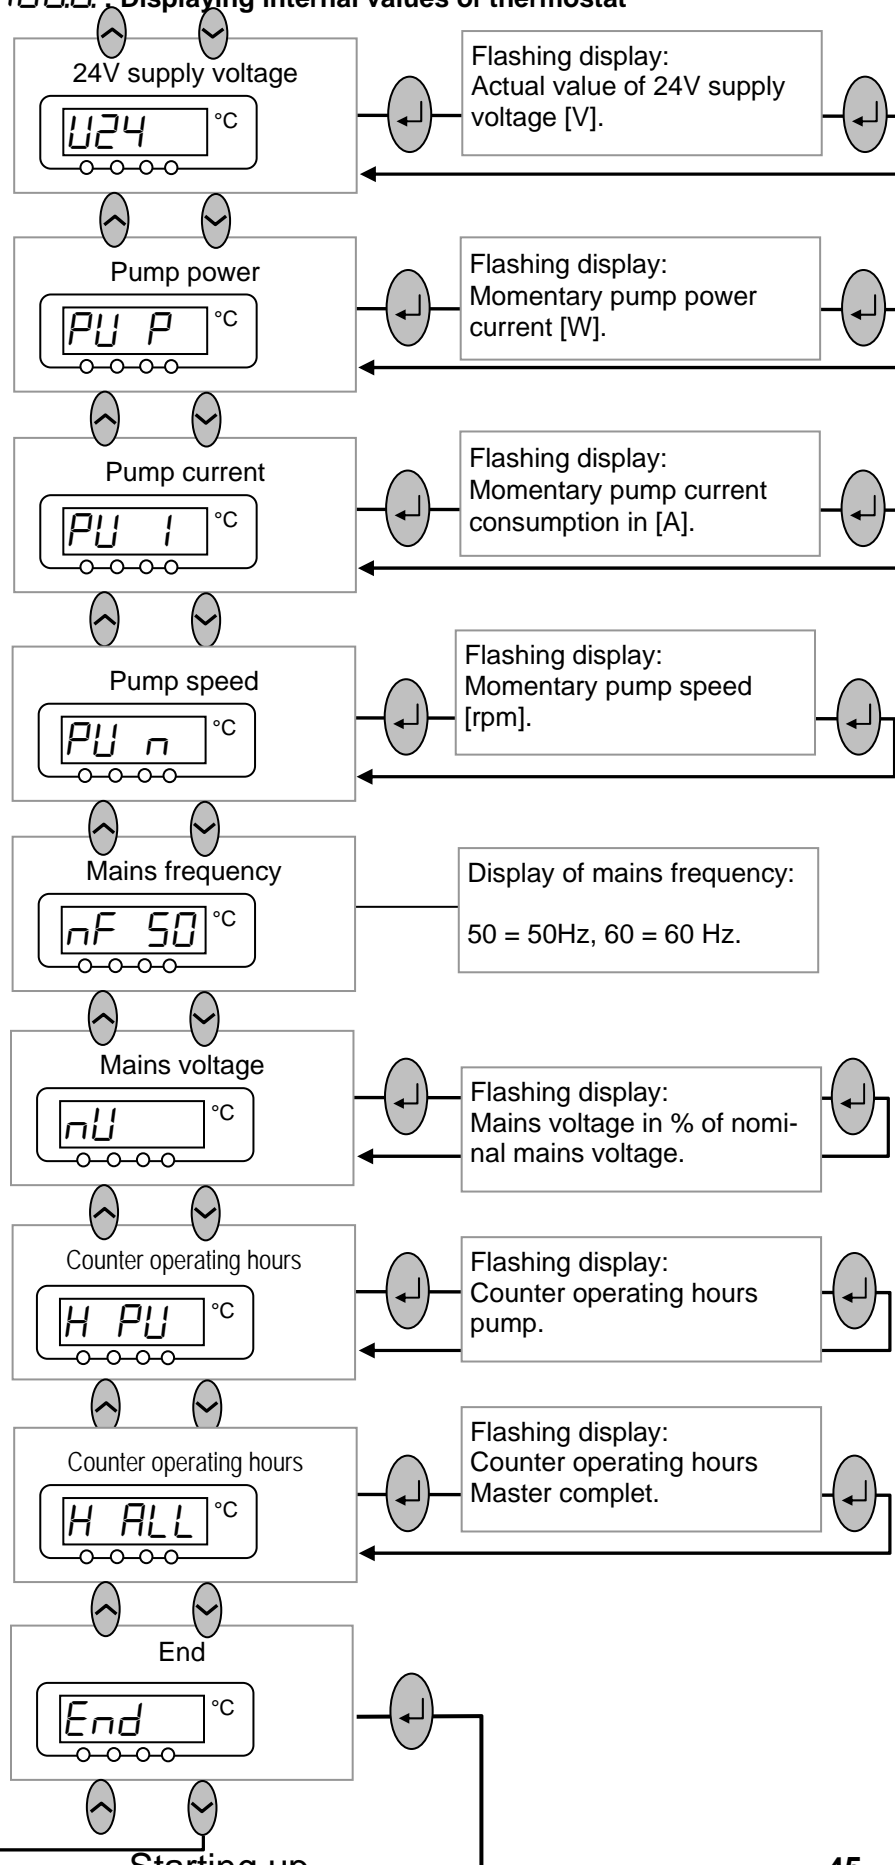 Displaying internal values of thermostat
24V supply voltage
U24 °C
Flashing display:
Actual value of 24V supply
voltage [V].
Pump power
PU P °C
Flashing display:
Momentary pump power
current [W].
Pump current
PU I °C
Flashing display:
Momentary pump current
consumption in [A].
Pump speed
PU n °C
Flashing display:
Momentary pump speed
[rpm].
Mains frequency
nF 50 °C
Display of mains frequency:
50 = 50Hz, 60 = 60 Hz.
Mains voltage
nU °C
Flashing display:
Mains voltage in % of nomi-
nal mains voltage.
Counter operating hours
H PU °C
Flashing display:
Counter operating hours
pump.
Counter operating hours
H ALL °C
Flashing display:
Counter operating hours
Master complet.
End
End °C
Starting up
45